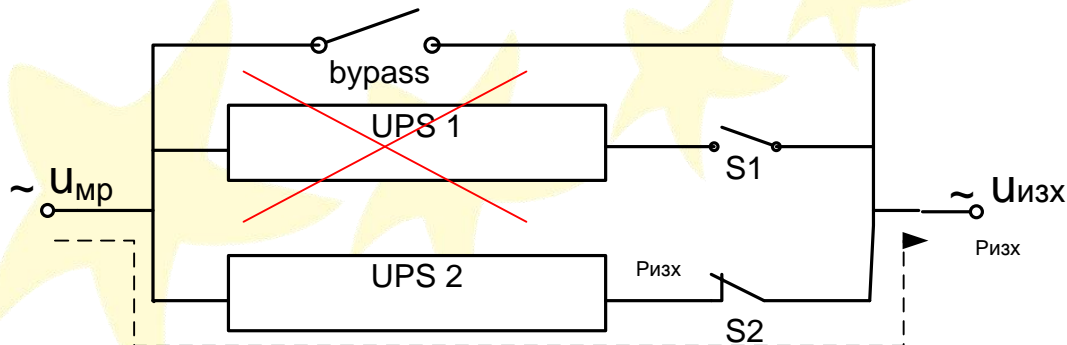 bypass
UPS 1
S1
~ uмр
~ uизх
Pизх
UPS 2
Pизх
S2